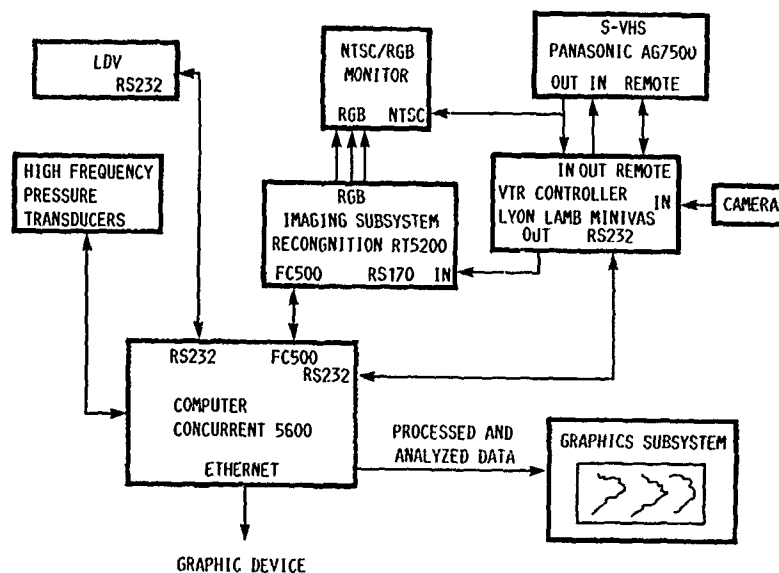 LDV
RS232
NTSC/RGB
MONITOR
RGB NTSC
S-VHS
PANASONIC AG7500
OUT IN REMOTE
HIGH FREQUENCY
PRESSURE
TRANSDUCERS
RGB
IMAGING SUBSYSTEM
RECONGNITION RT5200
FC500 RS170 IN
IN OUT REMOTE
VTR CONTROLLER IN
LYON LAMB MINIVAS
OUT RS232
CAMERA
RS232 FC500
RS232
COMPUTER
CONCURRENT 5600
ETHERNET
PROCESSED AND
ANALYZED DATA
GRAPHICS SUBSYSTEM
GRAPHIC DEVICE